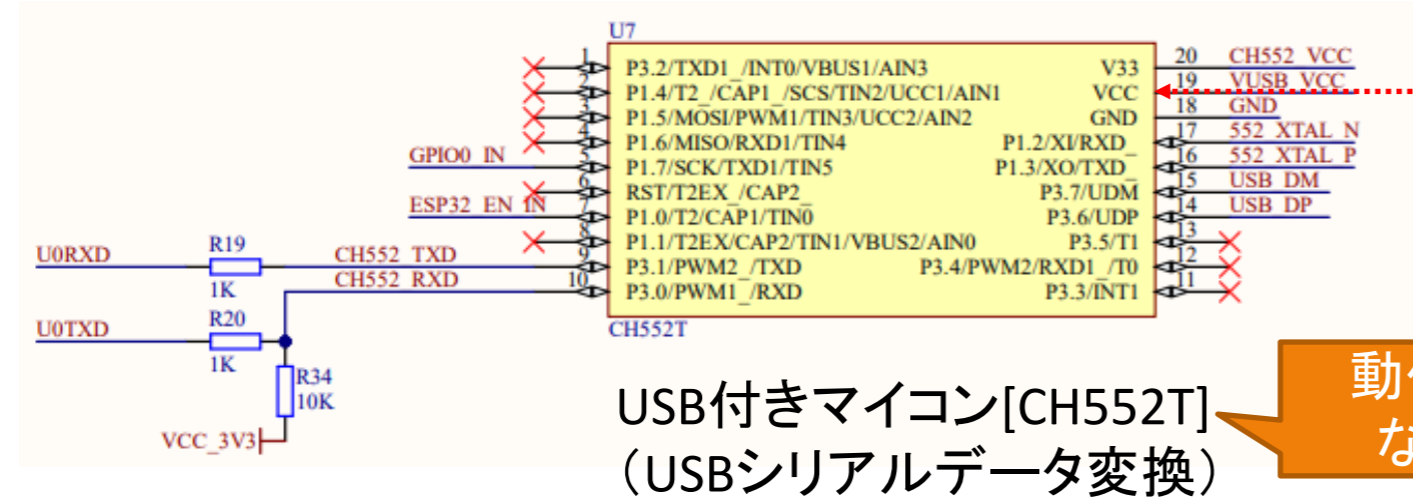 U7
1 P3.2/TXD1_/INT0/VBUS1/AIN3 V33 20 CH552_VCC
2 P1.4/T2_/CAP1_/SCS/TIN2/UCC1/AIN1 VCC 19 VUSB_VCC
3 P1.5/MOSI/PWM1/TIN3/UCC2/AIN2 GND 18 GND
4 P1.6/MISO/RXD1/TIN4 P1.2/XI/RXD_ 17 552_XTAL_N
GPIO0_IN 5 P1.7/SCK/TXD1/TIN5 P1.3/XO/TXD_ 16 552_XTAL_P
6 RST/T2EX_/CAP2_ P3.7/UDM 15 USB_DM
ESP32_EN_IN 7 P1.0/T2/CAP1/TIN0 P3.6/UDP 14 USB_DP
8 P1.1/T2EX/CAP2/TIN1/VBUS2/AIN0 P3.5/T1 13
U0RXD R19 CH552_TXD 9 P3.1/PWM2_/TXD P3.4/PWM2/RXD1_/T0 12
1K CH552_RXD 10 P3.0/PWM1_/RXD P3.3/INT1 11
U0TXD R20 CH552T
1K
R34
10K
VCC_3V3
USB付きマイコン[CH552T]
(USBシリアルデータ変換)
動
な